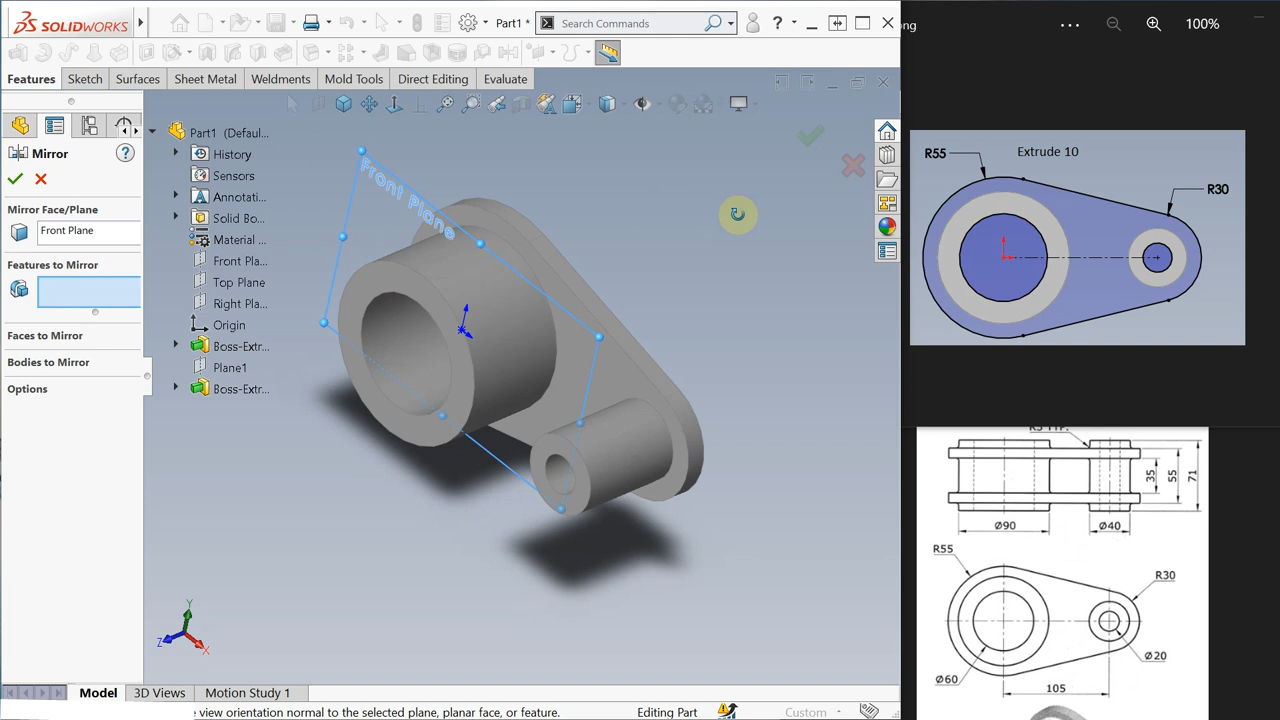 SOLIDWORKS
Part1 *
Search Commands
ng
100%
Features
Sketch
Surfaces
Sheet Metal
Weldments
Mold Tools
Direct Editing
Evaluate
Mirror
Mirror Face/Plane
Front Plane
Features to Mirror
Faces to Mirror
Bodies to Mirror
Options
Part1 (Defaul...
History
Sensors
Annotati...
Solid Bo...
Material ...
Front Pla...
Top Plane
Right Pla...
Origin
Boss-Extr...
Plane1
Boss-Extr...
Front Plane
Y
Z
X
R55
Extrude 10
R30
R3 TYP.
35
55
71
Ø90
Ø40
R55
R30
Ø20
Ø60
105
Model
3D Views
Motion Study 1
view orientation normal to the selected plane, planar face, or feature.
Editing Part
Custom